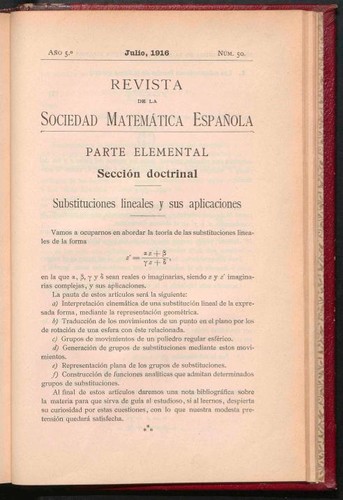 AÑO 5.º Julio, 1916 NÚM. 50.
REVISTA
DE LA
SOCIEDAD MATEMÁTICA ESPAÑOLA
PARTE ELEMENTAL
Sección doctrinal
Substituciones lineales y sus aplicaciones
Vamos a ocuparnos en abordar la teoría de las substituciones linea-
les de la forma
z' = (αz + β) / (γz + δ),
en la que α, β, γ y δ sean reales o imaginarias, siendo z y z' imagina-
rias complejas, y sus aplicaciones.
La pauta de estos artículos será la siguiente:
a) Interpretación cinemática de una substitución lineal de la expre-
sada forma, mediante la representación geométrica.
b) Traducción de los movimientos de un punto en el plano por los
de rotación de una esfera con éste relacionada.
c) Grupos de movimientos de un poliedro regular esférico.
d) Generación de grupos de substituciones mediante estos movi-
mientos.
e) Representación plana de los grupos de substituciones.
f) Construcción de funciones analíticas que admitan determinados
grupos de substituciones.
Al final de estos artículos daremos una nota bibliográfica sobre
la materia para que sirva de guía al estudioso, si al leernos, despierta
su curiosidad por estas cuestiones, con lo que nuestra modesta pre-
tensión quedará satisfecha.